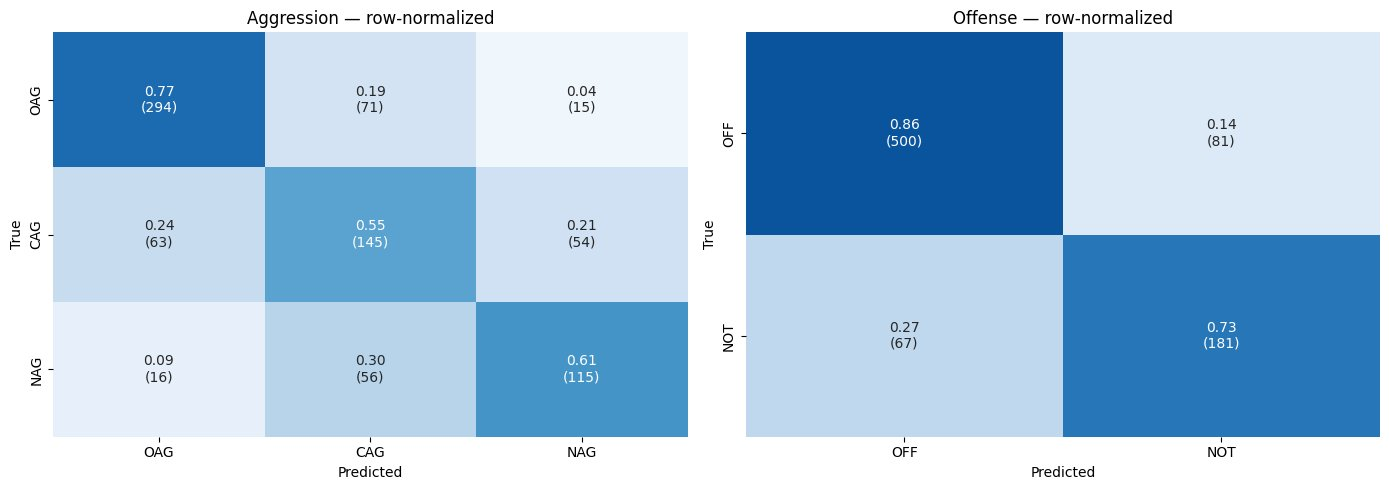 Aggression — row-normalized
OAG
0.77
(294)
0.19
(71)
0.04
(15)
CAG
0.24
(63)
0.55
(145)
0.21
(54)
NAG
0.09
(16)
0.30
(56)
0.61
(115)
True
OAG
CAG
NAG
Predicted
Offense — row-normalized
OFF
0.86
(500)
0.14
(81)
NOT
0.27
(67)
0.73
(181)
True
OFF
NOT
Predicted